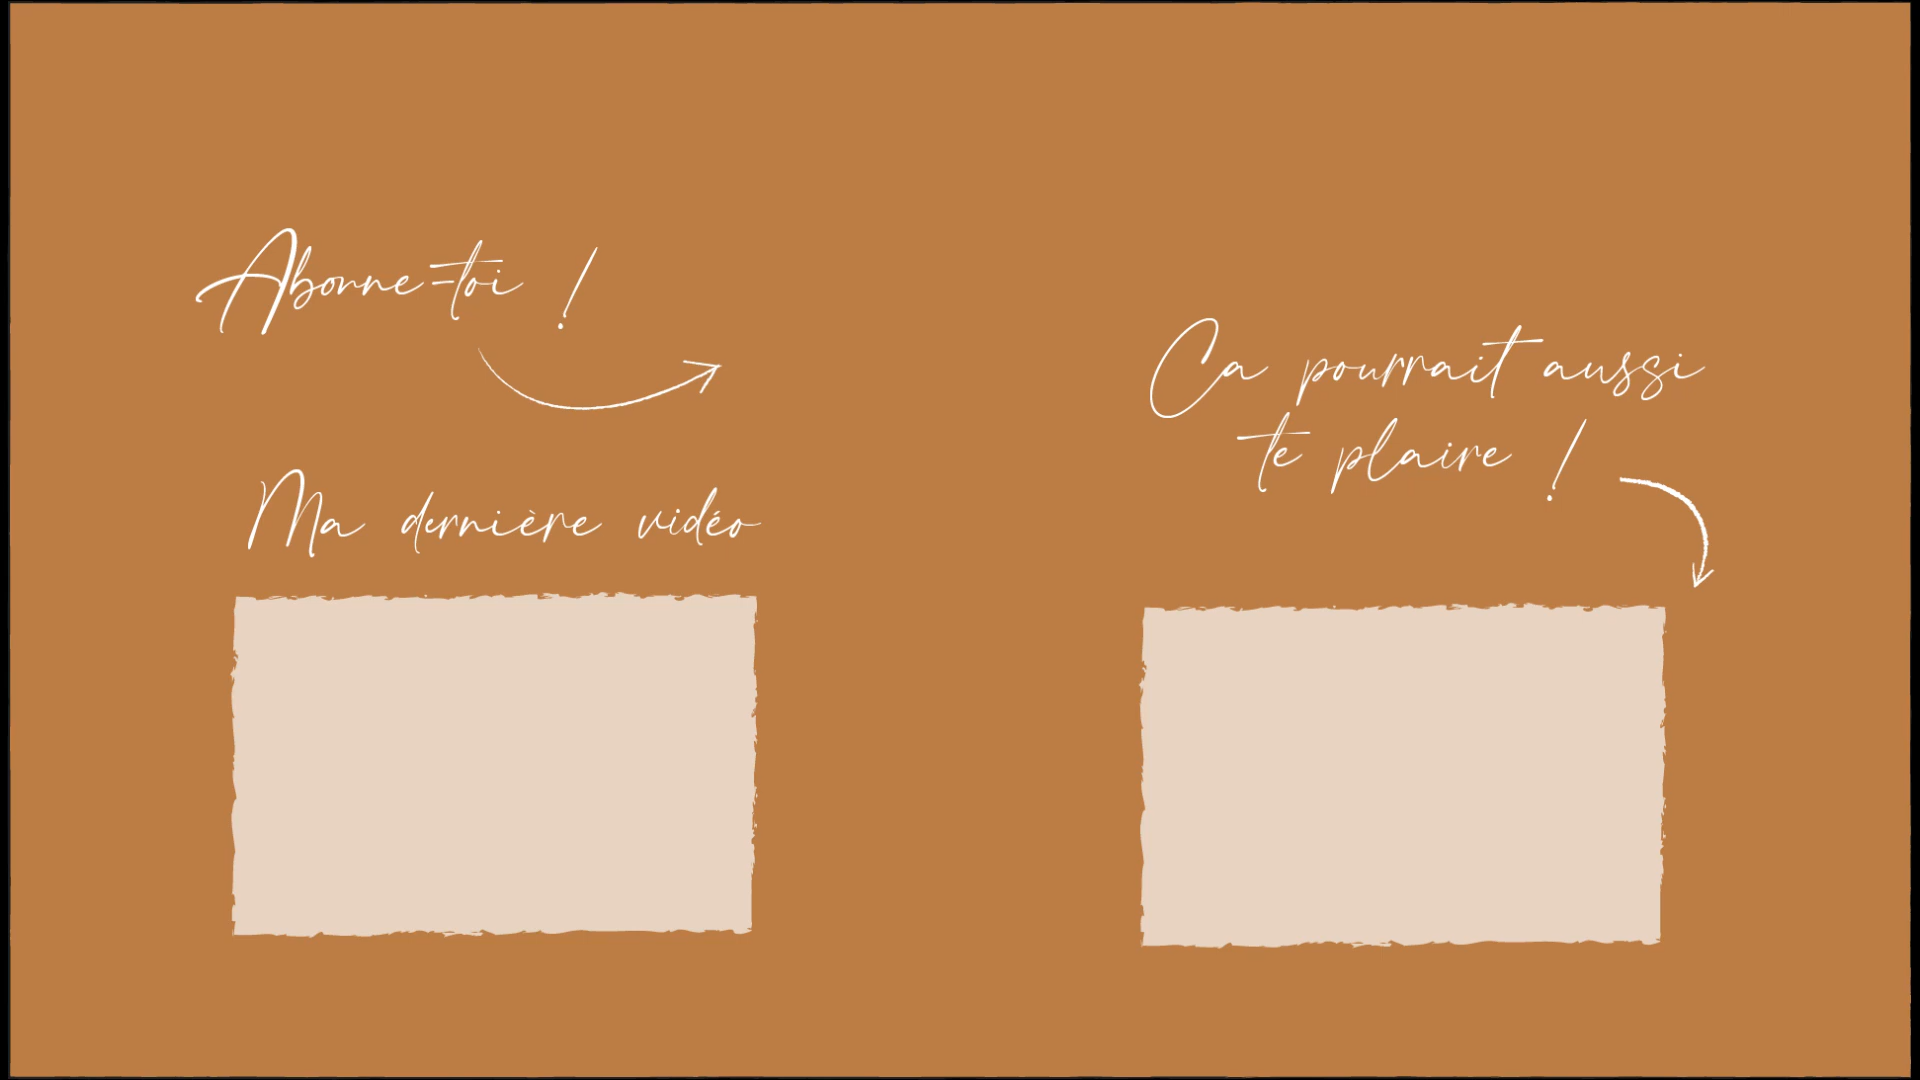 Abonne-toi !
Ma dernière vidéo
Ca pourrait aussi
te plaire !